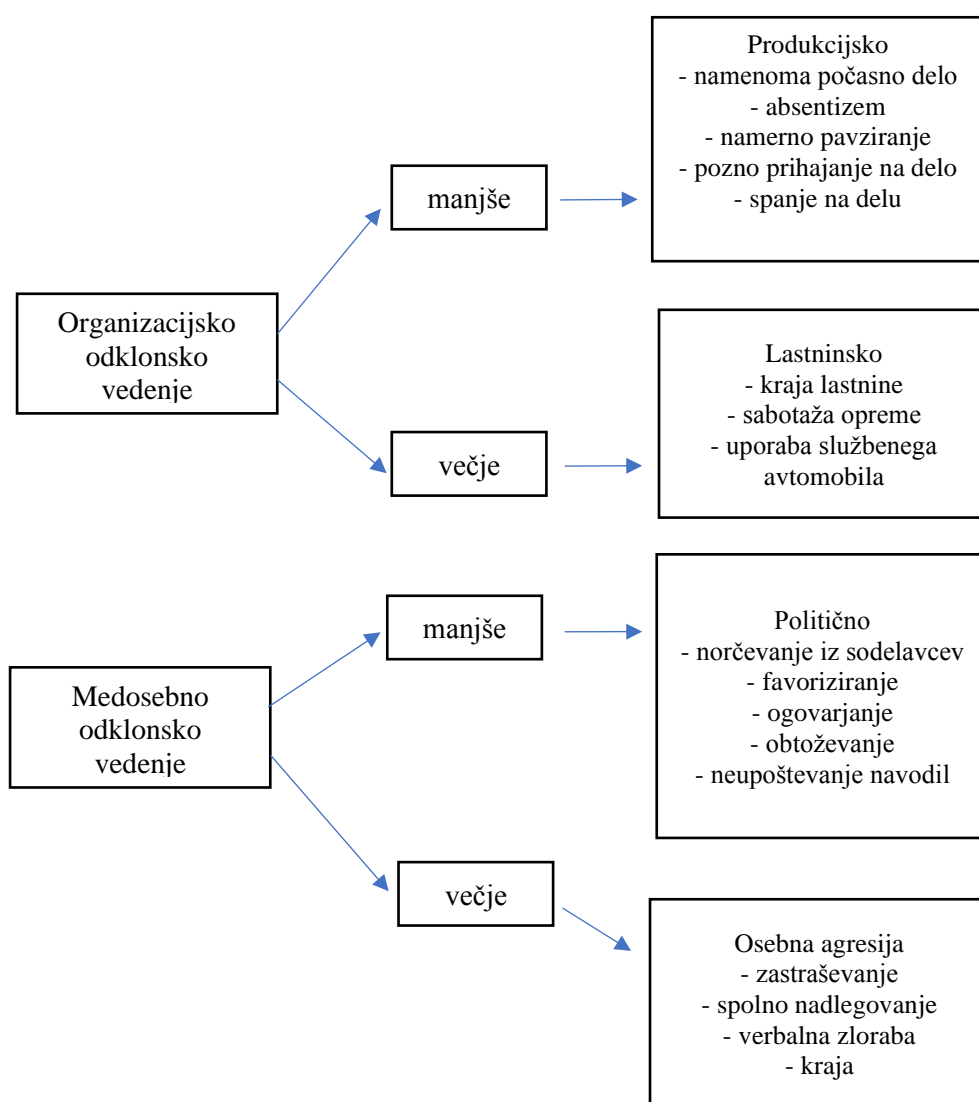 Produkcijsko
- namenoma počasno delo
- absentizem
- namerno pavziranje
- pozno prihajanje na delo
- spanje na delu
manjše
Organizacijsko
odklonsko
vedenje
Lastninsko
- kraja lastnine
- sabotaža opreme
- uporaba službenega
avtomobila
večje
manjše
Politično
- norčevanje iz sodelavcev
- favoriziranje
- ogovarjanje
- obtoževanje
- neupoštevanje navodil
Medosebno
odklonsko
vedenje
večje
Osebna agresija
- zastraševanje
- spolno nadlegovanje
- verbalna zloraba
- kraja